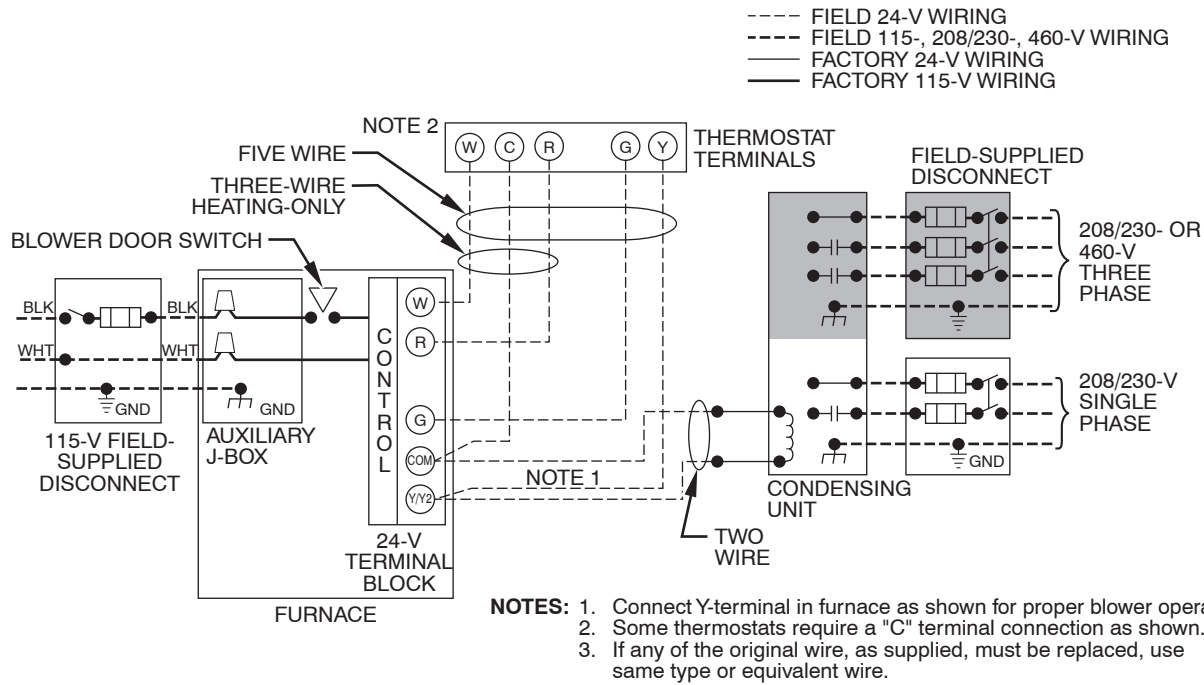 FIELD 24-V WIRING
FIELD 115-, 208/230-, 460-V WIRING
FACTORY 24-V WIRING
FACTORY 115-V WIRING
NOTE 2
W C R G Y
THERMOSTAT
TERMINALS
FIVE WIRE
THREE-WIRE
HEATING-ONLY
BLOWER DOOR SWITCH
FIELD-SUPPLIED
DISCONNECT
208/230- OR
460-V
THREE
PHASE
BLK
BLK
WHT
WHT
GND
GND
115-V FIELD-
SUPPLIED
DISCONNECT
AUXILIARY
J-BOX
CONTROL
W
R
G
COM
Y/Y2
NOTE 1
24-V
TERMINAL
BLOCK
FURNACE
TWO
WIRE
CONDENSING
UNIT
208/230-V
SINGLE
PHASE
GND
NOTES: 1. Connect Y-terminal in furnace as shown for proper blower opera
2. Some thermostats require a "C" terminal connection as shown.
3. If any of the original wire, as supplied, must be replaced, use
same type or equivalent wire.